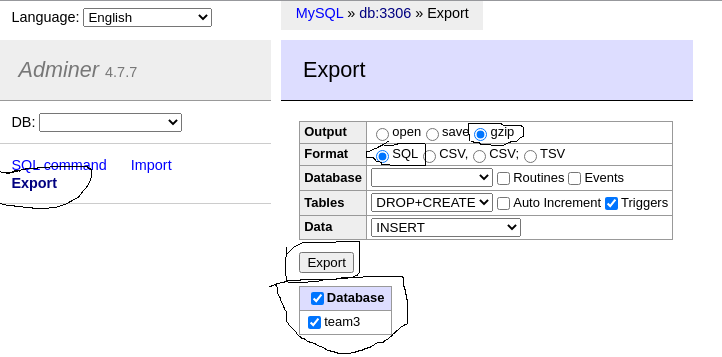 Language: English
MySQL » db:3306 » Export
Adminer 4.7.7
Export
DB:
SQL command Import
Export
Output open save gzip
Format SQL CSV, CSV; TSV
Database Routines Events
Tables DROP+CREATE Auto Increment Triggers
Data INSERT
Export
Database
team3